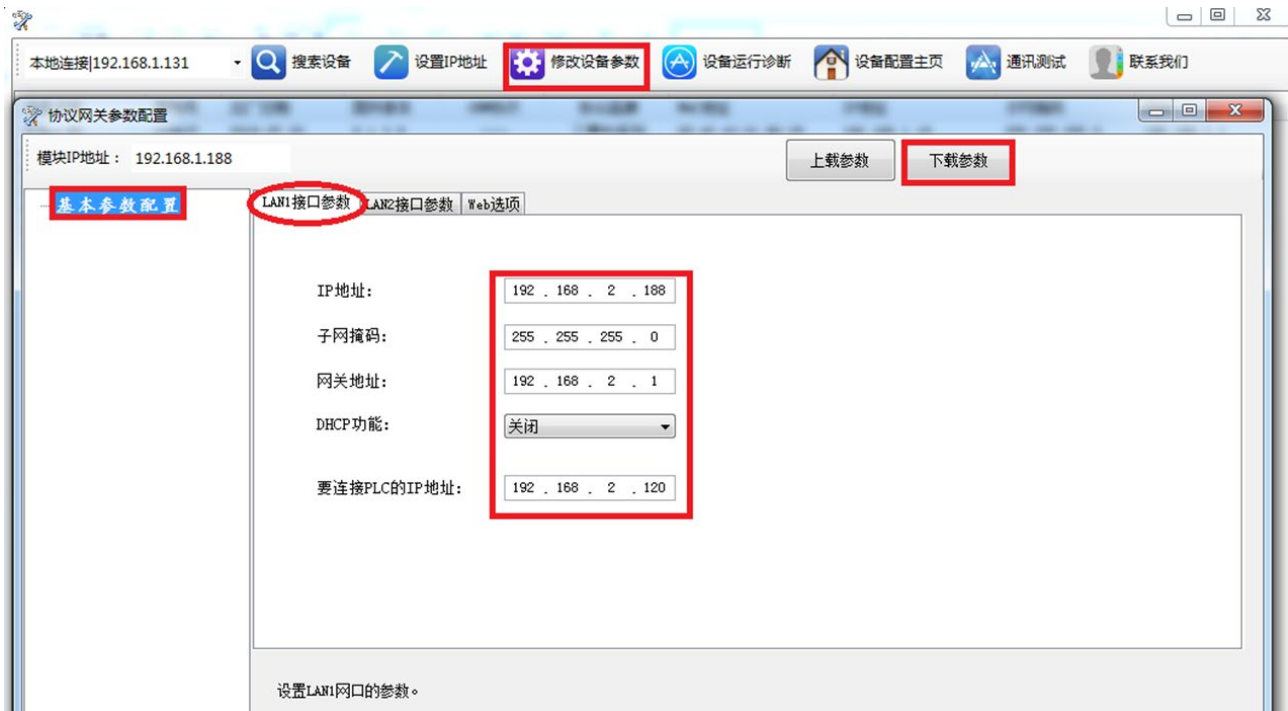 本地连接|192.168.1.131 搜索设备 设置IP地址 修改设备参数 设备运行诊断 设备配置主页 通讯测试 联系我们
协议网关参数配置
模块IP地址： 192.168.1.188 上载参数 下载参数
基本参数配置 LAN1接口参数 LAN2接口参数 Web选项
IP地址: 192 . 168 . 2 . 188
子网掩码: 255 . 255 . 255 . 0
网关地址: 192 . 168 . 2 . 1
DHCP功能: 关闭
要连接PLC的IP地址: 192 . 168 . 2 . 120
设置LAN1网口的参数。